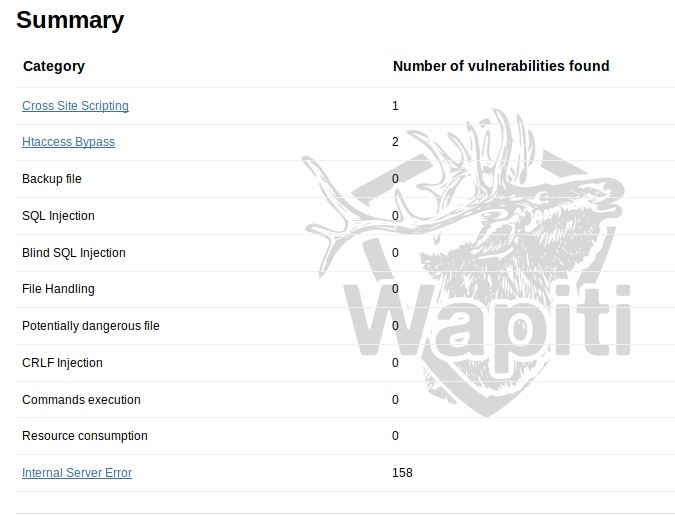 Summary
Category Number of vulnerabilities found
Cross Site Scripting 1
Htaccess Bypass 2
Backup file 0
SQL Injection 0
Blind SQL Injection 0
File Handling 0
Wapiti
Potentially dangerous file 0
CRLF Injection 0
Commands execution 0
Resource consumption 0
Internal Server Error 158